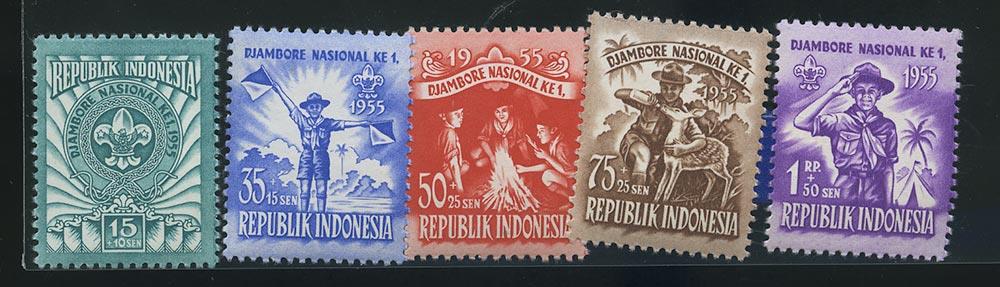 REPUBLIK INDONESIA
DJAMBORE NASIONAL KE 1, 1955
15
+10 SEN
DJAMBORE NASIONAL KE 1,
1955
35+15 SEN
REPUBLIK INDONESIA
1955
DJAMBORE NASIONAL KE 1,
50+
25 SEN
REPUBLIK INDONESIA
DJAMBORE NASIONAL KE 1,
1955
75+
25 SEN
REPUBLIK INDONESIA
DJAMBORE NASIONAL KE 1,
1955
1 RP.
+
50 SEN
REPUBLIK INDONESIA